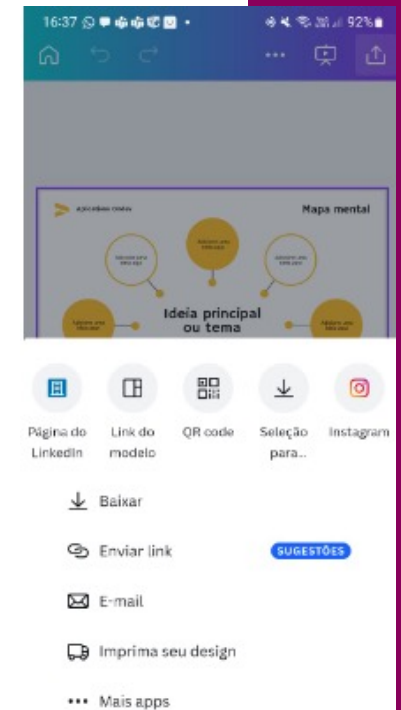 16:37
92%
Mapa mental
Ideia principal
ou tema
Página do
LinkedIn
Link do
modelo
QR code
Seleção
para...
Instagram
Baixar
Enviar link
SUGESTÕES
E-mail
Imprima seu design
Mais apps